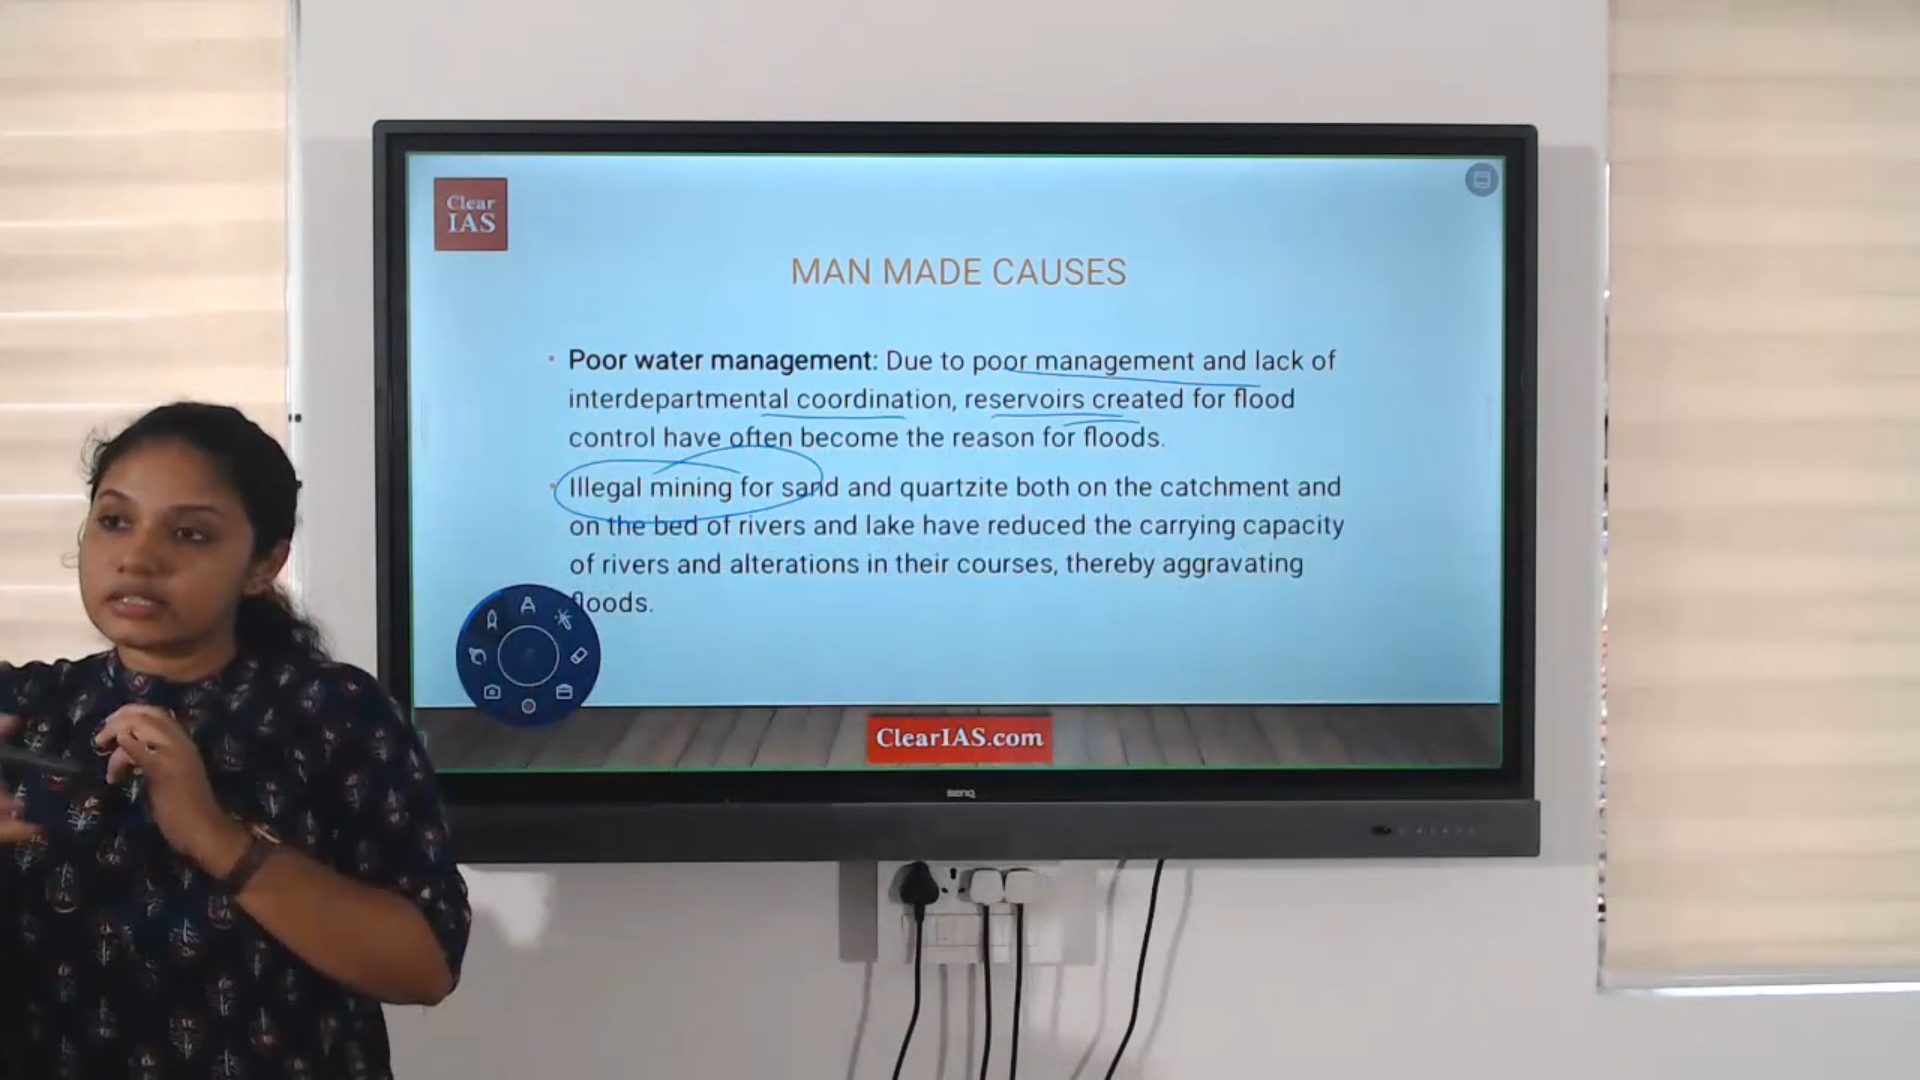 Clear
IAS
MAN MADE CAUSES
• Poor water management: Due to poor management and lack of
interdepartmental coordination, reservoirs created for flood
control have often become the reason for floods.
• Illegal mining for sand and quartzite both on the catchment and
on the bed of rivers and lake have reduced the carrying capacity
of rivers and alterations in their courses, thereby aggravating
floods.
ClearIAS.com
BenQ